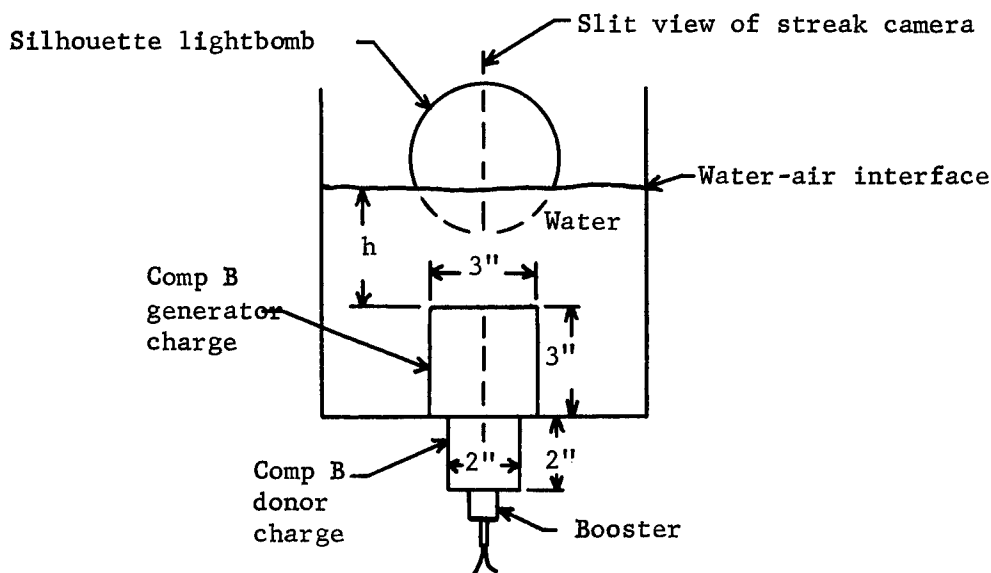 Slit view of streak camera
Silhouette lightbomb
Water-air interface
Water
h
3"
Comp B
generator
charge
3"
Comp B
donor
charge
2"
2"
Booster